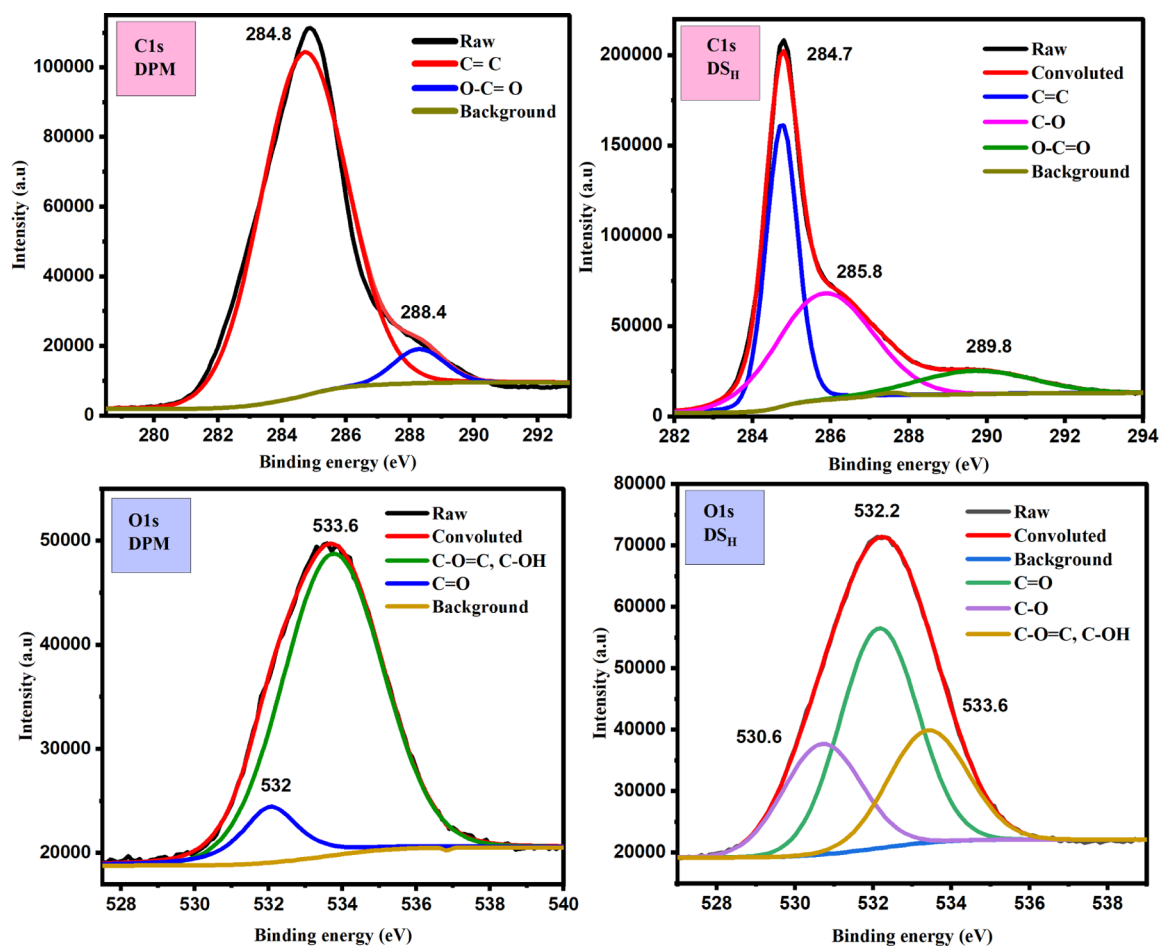 C1s
DPM
284.8
288.4
Raw
C= C
O-C= O
Background
Intensity (a.u)
0
20000
40000
60000
80000
100000
280 282 284 286 288 290 292
Binding energy (eV)
C1s
DSH
284.7
285.8
289.8
Raw
Convoluted
C=C
C-O
O-C=O
Background
Intensity (a.u)
200000
150000
100000
50000
0
282 284 286 288 290 292 294
Binding energy (eV)
O1s
DPM
533.6
532
Raw
Convoluted
C-O=C, C-OH
C=O
Background
Intensity (a.u)
50000
40000
30000
20000
528 530 532 534 536 538 540
Binding energy (eV)
O1s
DSH
532.2
530.6
533.6
Raw
Convoluted
Background
C=O
C-O
C-O=C, C-OH
Intensity (a.u)
80000
70000
60000
50000
40000
30000
20000
528 530 532 534 536 538
Binding energy (eV)